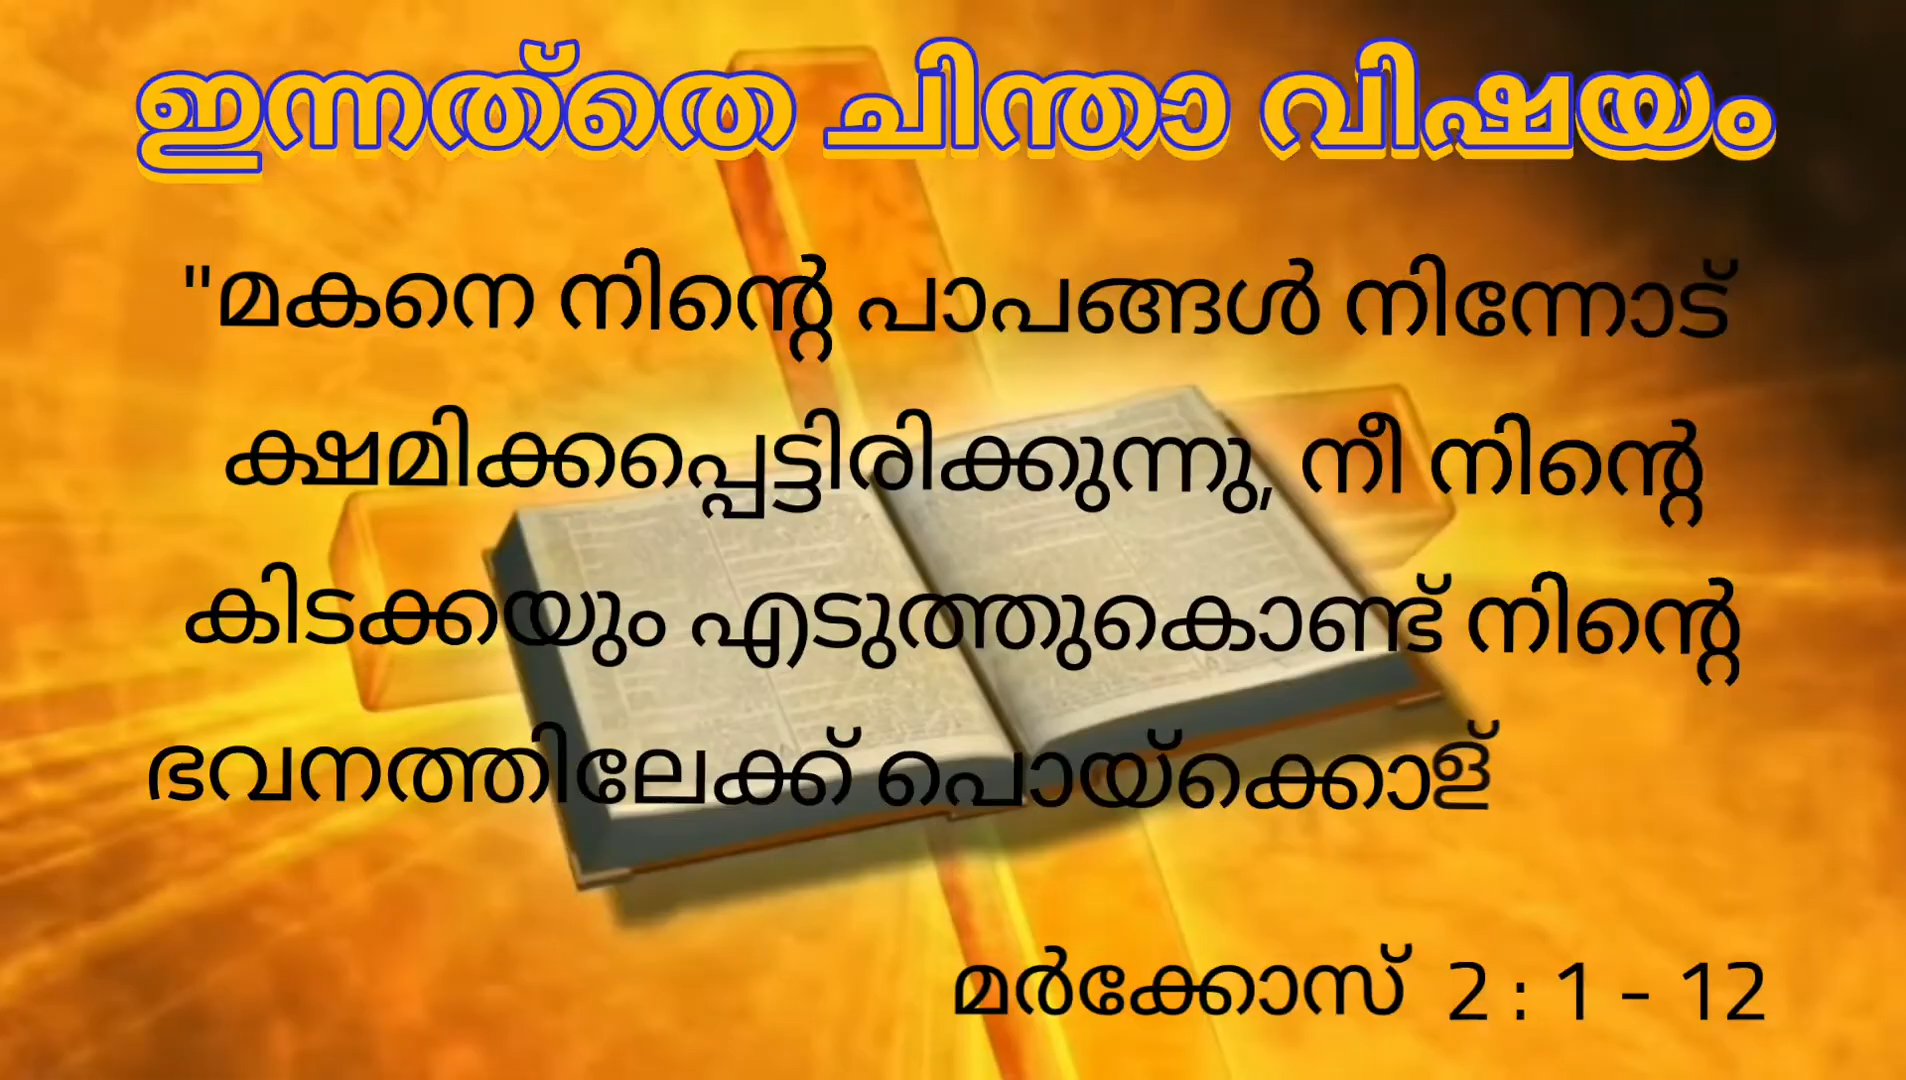 ഇന്നത്‌തെ ചിന്താ വിഷയം
"മകനെ നിന്റെ പാപങ്ങൾ നിന്നോട്
ക്ഷമിക്കപ്പെട്ടിരിക്കുന്നു, നീ നിന്റെ
കിടക്കയും എടുത്തുകൊണ്ട് നിന്റെ
ഭവനത്തിലേക്ക് പൊയ്ക്കൊള്
മർക്കോസ് 2 : 1 - 12